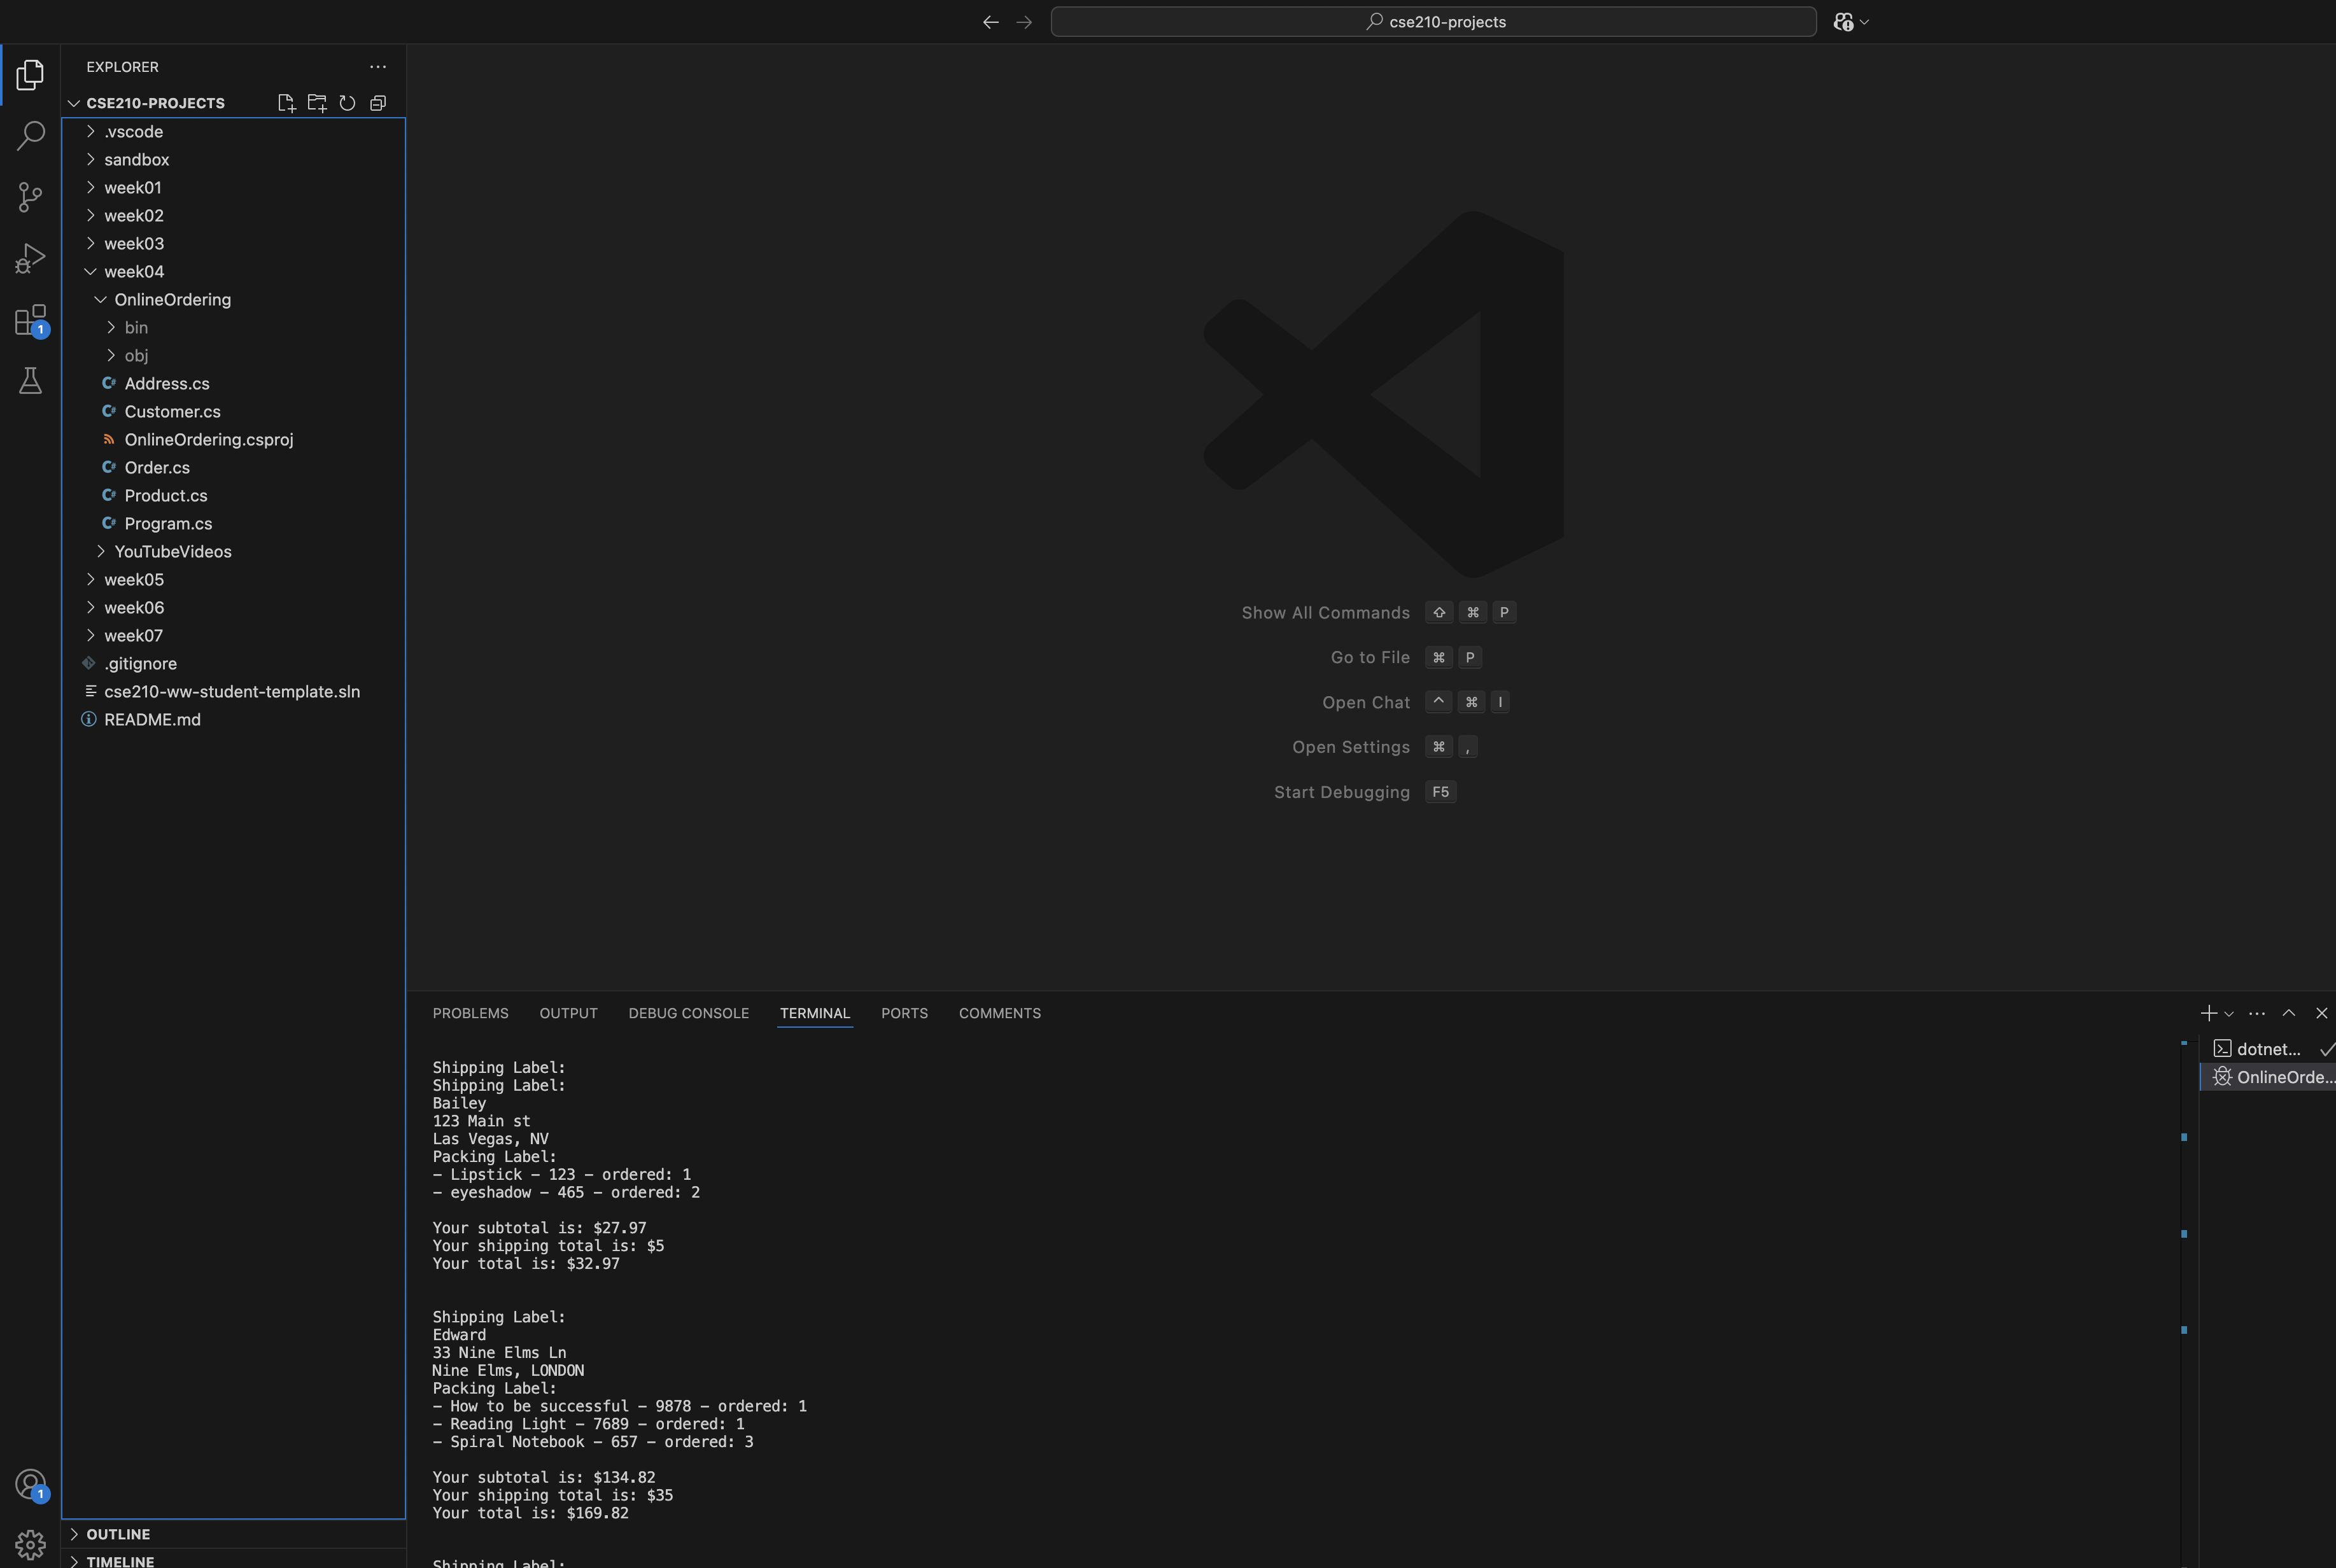 cse210-projects
EXPLORER
CSE210-PROJECTS
.vscode
sandbox
week01
week02
week03
week04
OnlineOrdering
bin
obj
C# Address.cs
C# Customer.cs
OnlineOrdering.csproj
C# Order.cs
C# Product.cs
C# Program.cs
YouTubeVideos
week05
week06
week07
.gitignore
cse210-ww-student-template.sln
README.md
1
1
OUTLINE
TIMELINE
Show All Commands ⇧ ⌘ P
Go to File ⌘ P
Open Chat ^ ⌘ I
Open Settings ⌘ ,
Start Debugging F5
PROBLEMS OUTPUT DEBUG CONSOLE TERMINAL PORTS COMMENTS
dotnet...
OnlineOrde...
Shipping Label:
Shipping Label:
Bailey
123 Main st
Las Vegas, NV
Packing Label:
- Lipstick - 123 - ordered: 1
- eyeshadow - 465 - ordered: 2
Your subtotal is: $27.97
Your shipping total is: $5
Your total is: $32.97
Shipping Label:
Edward
33 Nine Elms Ln
Nine Elms, LONDON
Packing Label:
- How to be successful - 9878 - ordered: 1
- Reading Light - 7689 - ordered: 1
- Spiral Notebook - 657 - ordered: 3
Your subtotal is: $134.82
Your shipping total is: $35
Your total is: $169.82
Shipping Label: